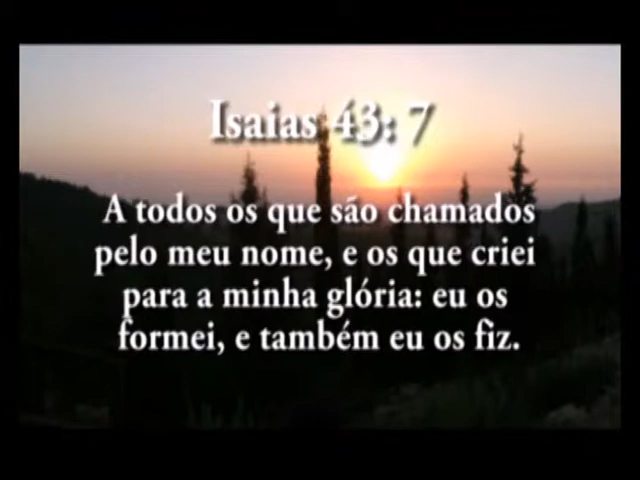 Isaias 43: 7
A todos os que são chamados
pelo meu nome, e os que criei
para a minha glória: eu os
formei, e também eu os fiz.